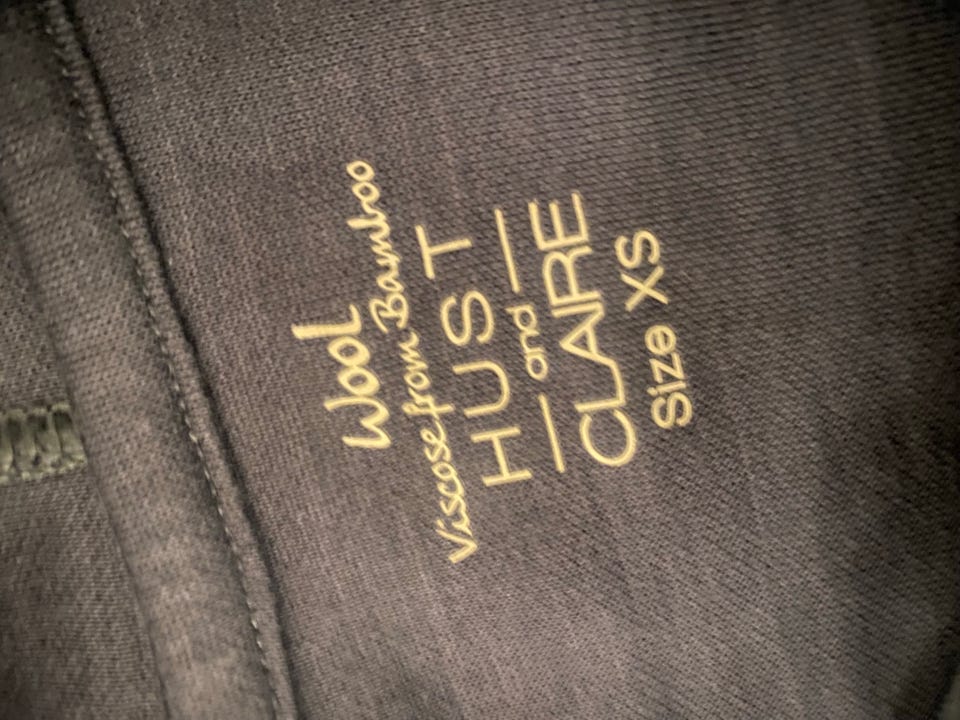 Wool
Viscose from Bamboo
HUST
and
CLAIRE
Size XS